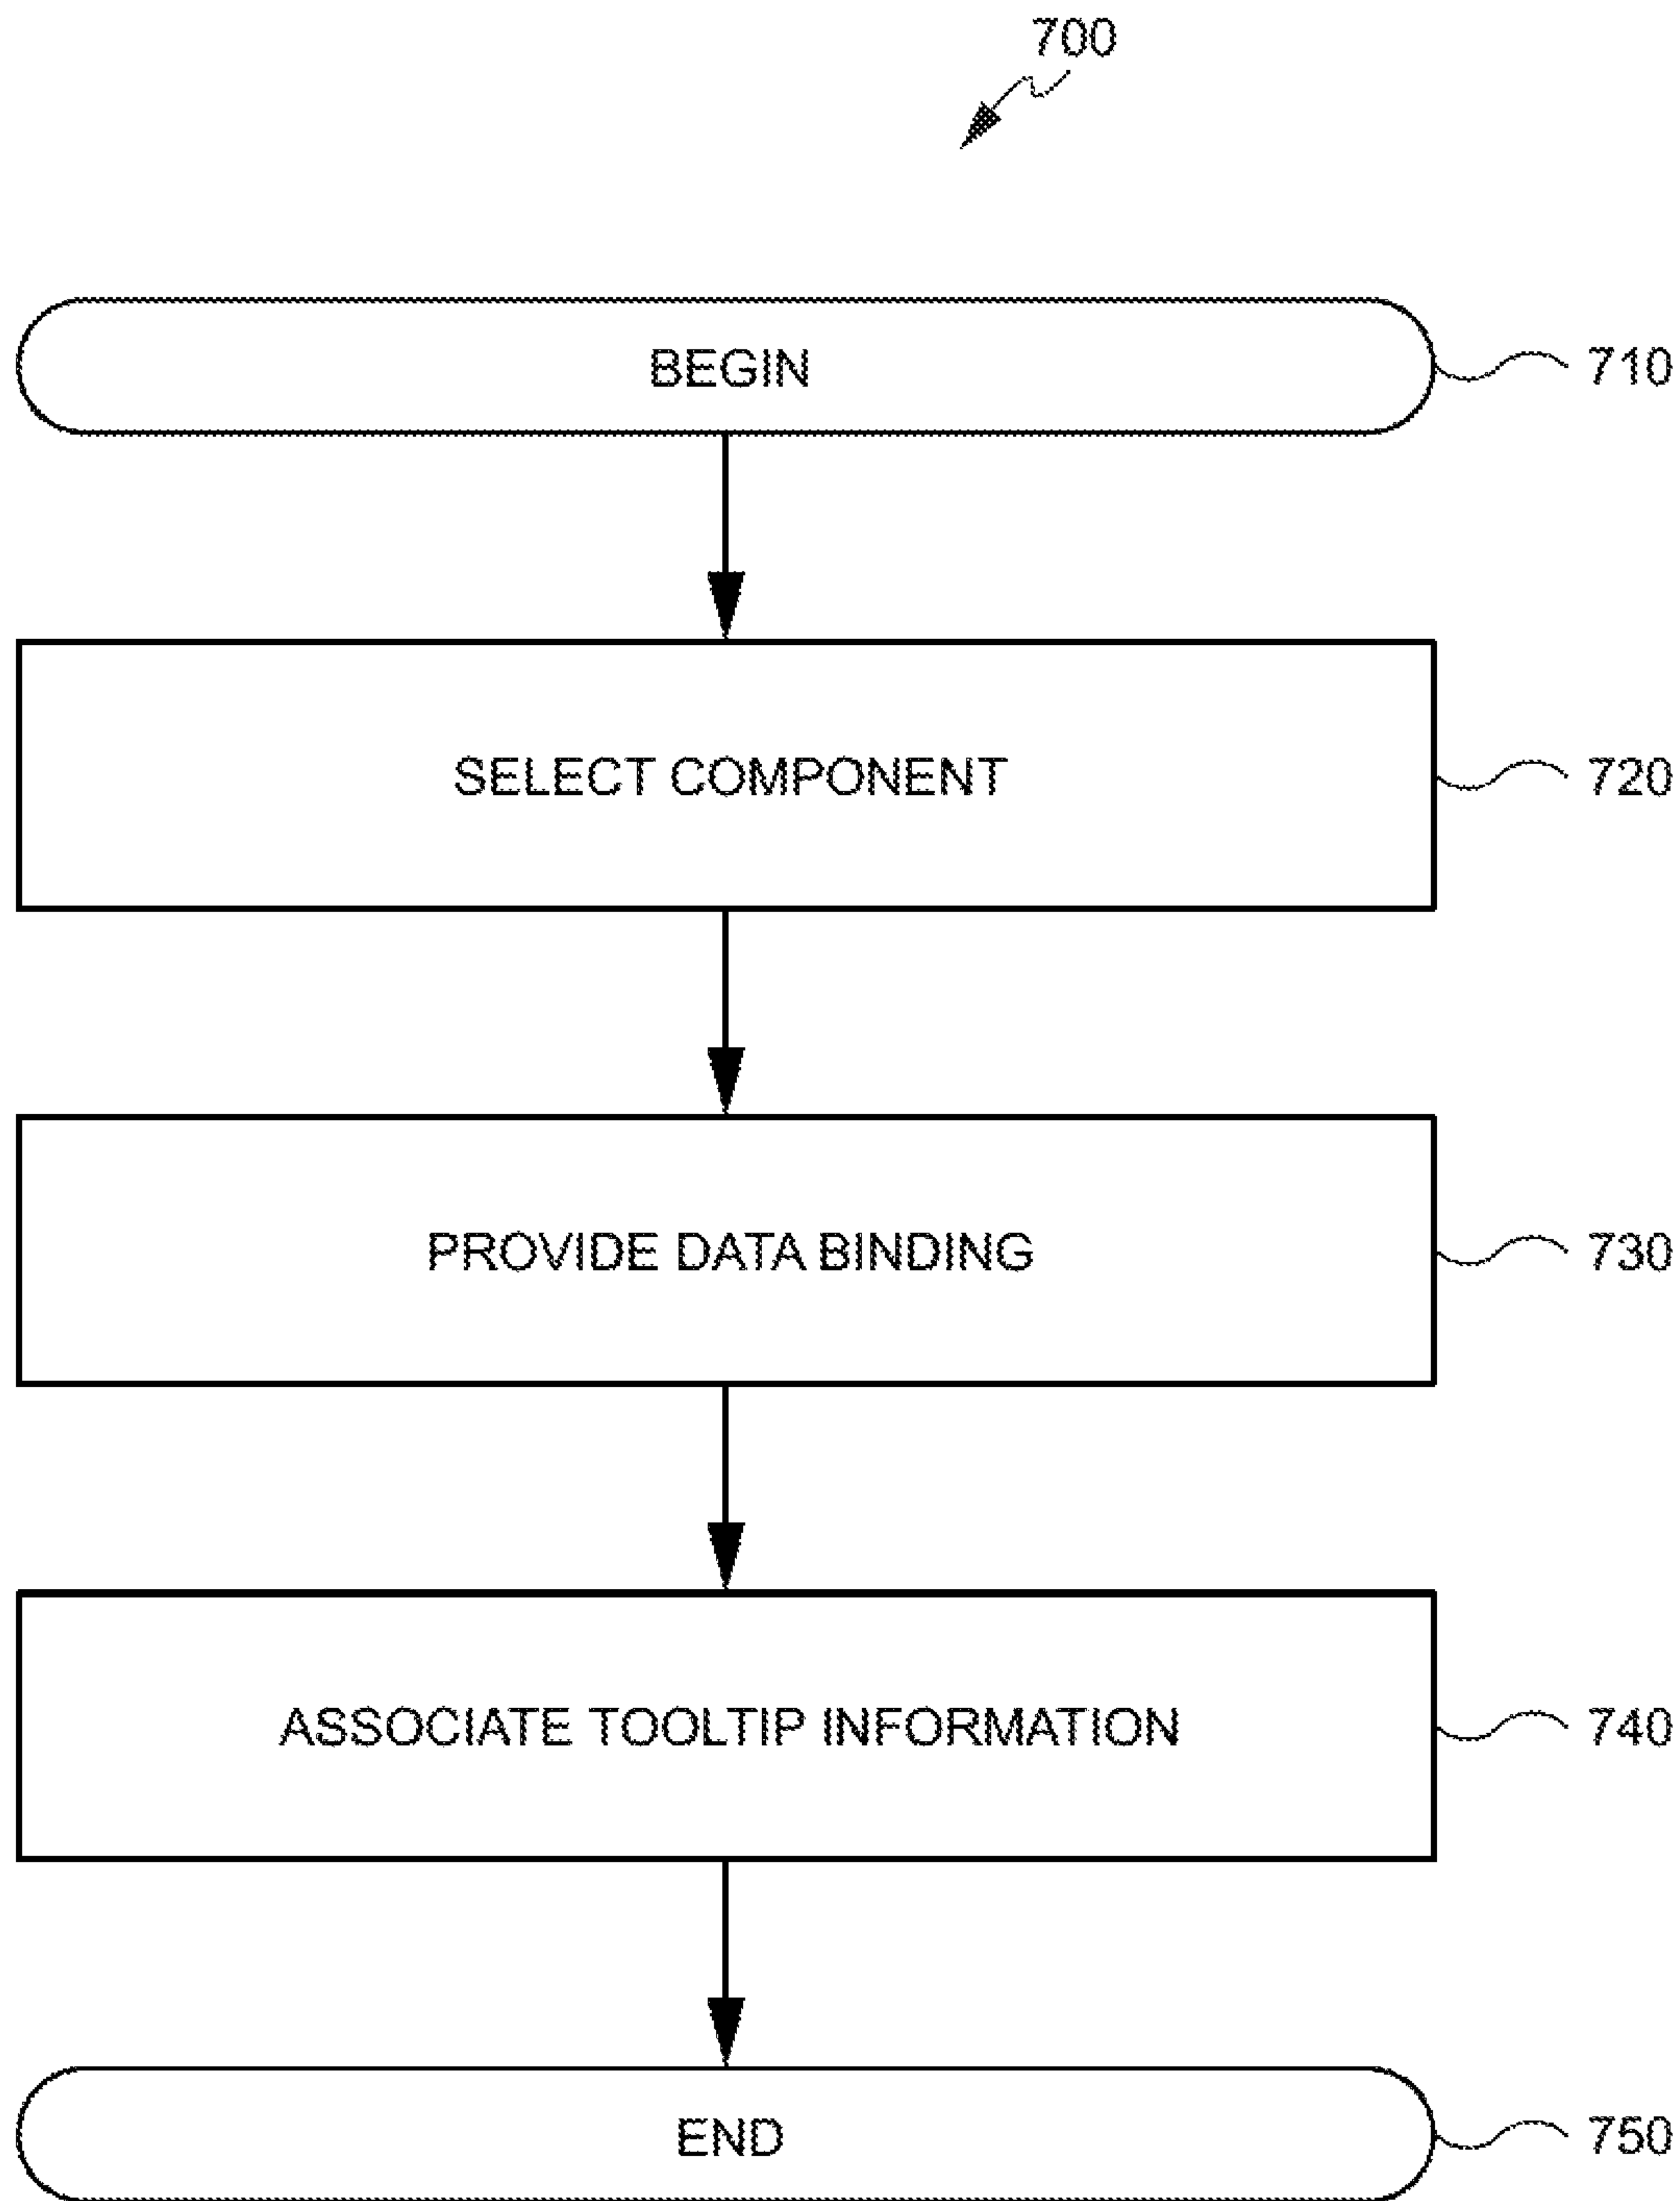 700
BEGIN
710
SELECT COMPONENT
720
PROVIDE DATA BINDING
730
ASSOCIATE TOOLTIP INFORMATION
740
END
750